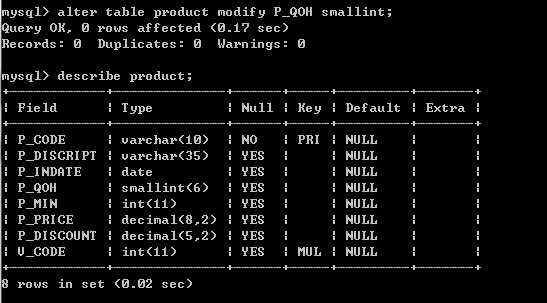 mysql> alter table product modify P_QOH smallint;
Query OK, 0 rows affected (0.17 sec)
Records: 0  Duplicates: 0  Warnings: 0
mysql> describe product;
+------------+--------------+------+-----+---------+-------+
| Field      | Type         | Null | Key | Default | Extra |
+------------+--------------+------+-----+---------+-------+
| P_CODE     | varchar(10)  | NO   | PRI | NULL    |       |
| P_DISCRIPT | varchar(35)  | YES  |     | NULL    |       |
| P_INDATE   | date         | YES  |     | NULL    |       |
| P_QOH      | smallint(6)  | YES  |     | NULL    |       |
| P_MIN      | int(11)      | YES  |     | NULL    |       |
| P_PRICE    | decimal(8,2) | YES  |     | NULL    |       |
| P_DISCOUNT | decimal(5,2) | YES  |     | NULL    |       |
| V_CODE     | int(11)      | YES  | MUL | NULL    |       |
+------------+--------------+------+-----+---------+-------+
8 rows in set (0.02 sec)